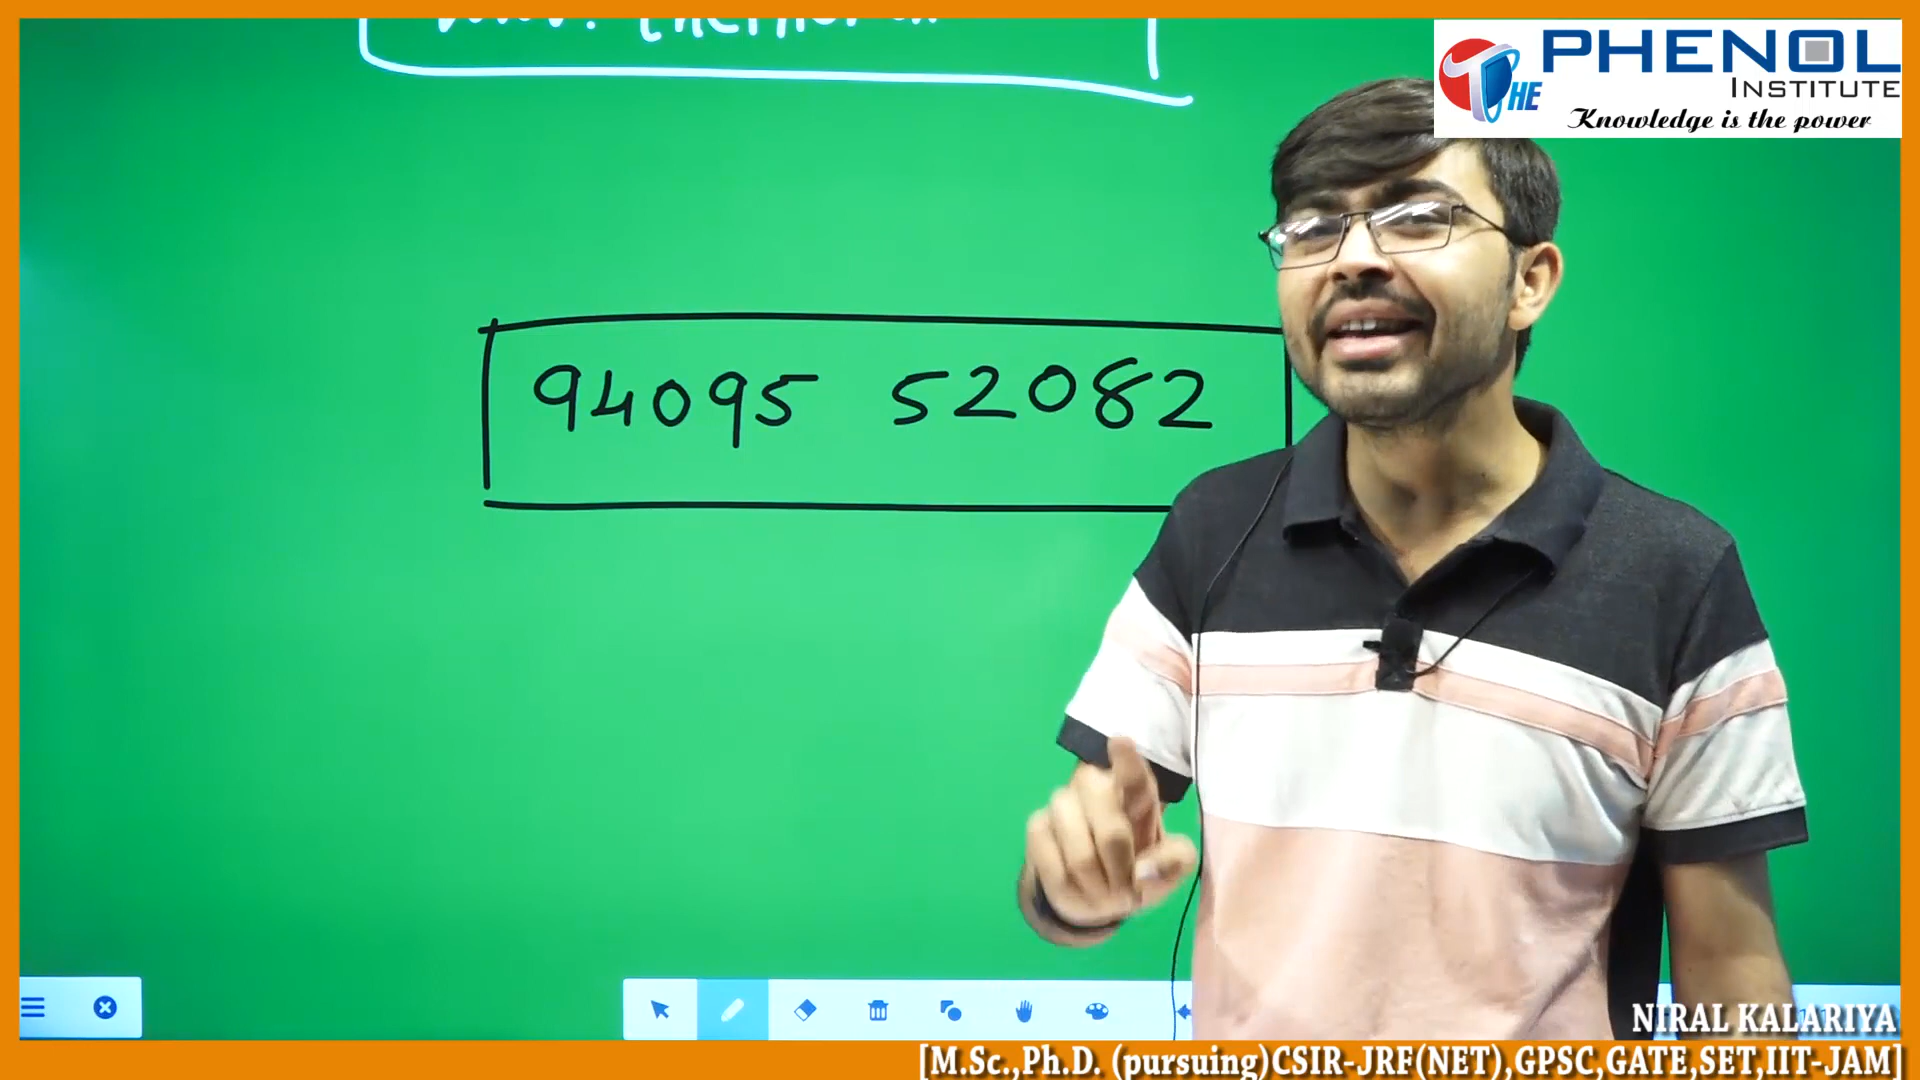 THE PHENOL
INSTITUTE
Knowledge is the power
94095 52082
NIRAL KALARIYA
[M.Sc.,Ph.D. (pursuing)CSIR-JRF(NET),GPSC,GATE,SET,IIT-JAM]